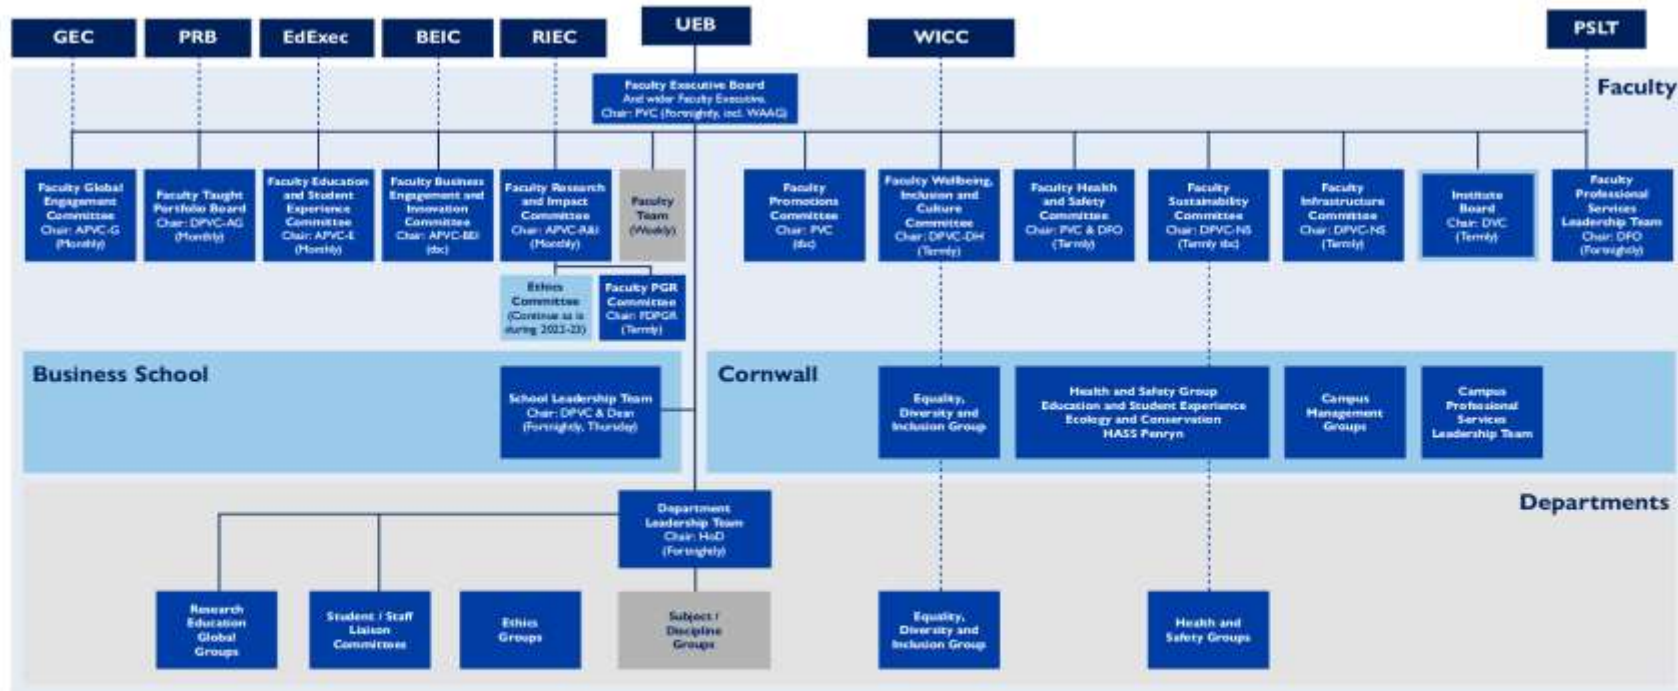 GEC
PRB
EdExec
BEIC
RIEC
UEB
WICC
PSLT
Faculty
Faculty Executive Board
And wider Faculty Executive.
Chair: PVC (Fortnightly, incl. WAAG)
Faculty Global
Engagement
Committee
Chair: APVC-G
(Monthly)
Faculty Taught
Portfolio Board
Chair: DPVC-AG
(Monthly)
Faculty Education
and Student
Experience
Committee
Chair: APVC-E
(Monthly)
Faculty Business
Engagement and
Innovation
Committee
Chair: APVC-BEI
(tbc)
Faculty Research
and Impact
Committee
Chair: APVC-R&I
(Monthly)
Faculty
Team
(Weekly)
Faculty
Promotions
Committee
Chair: PVC
(tbc)
Faculty Wellbeing,
Inclusion and
Culture
Committee
Chair: DPVC-DH
(Termly)
Faculty Health
and Safety
Committee
Chair: PVC & DFO
(Termly)
Faculty
Sustainability
Committee
Chair: DPVC-NS
(Termly tbc)
Faculty
Infrastructure
Committee
Chair: DPVC-NS
(Termly)
Institute
Board
Chair: DVC
(Termly)
Faculty
Professional
Services
Leadership Team
Chair: DFO
(Fortnightly)
Ethics
Committee
(Continue as is
during 2022-23)
Faculty PGR
Committee
Chair: FDPGR
(Termly)
Business School
School Leadership Team
Chair: DPVC & Dean
(Fortnightly, Thursday)
Cornwall
Equality,
Diversity and
Inclusion Group
Health and Safety Group
Education and Student Experience
Ecology and Conservation
HASS Penryn
Campus
Management
Groups
Campus
Professional
Services
Leadership Team
Departments
Department
Leadership Team
Chair: HoD
(Fortnightly)
Research
Education
Global
Groups
Student / Staff
Liaison
Committees
Ethics
Groups
Subject /
Discipline
Groups
Equality,
Diversity and
Inclusion Group
Health and
Safety Groups